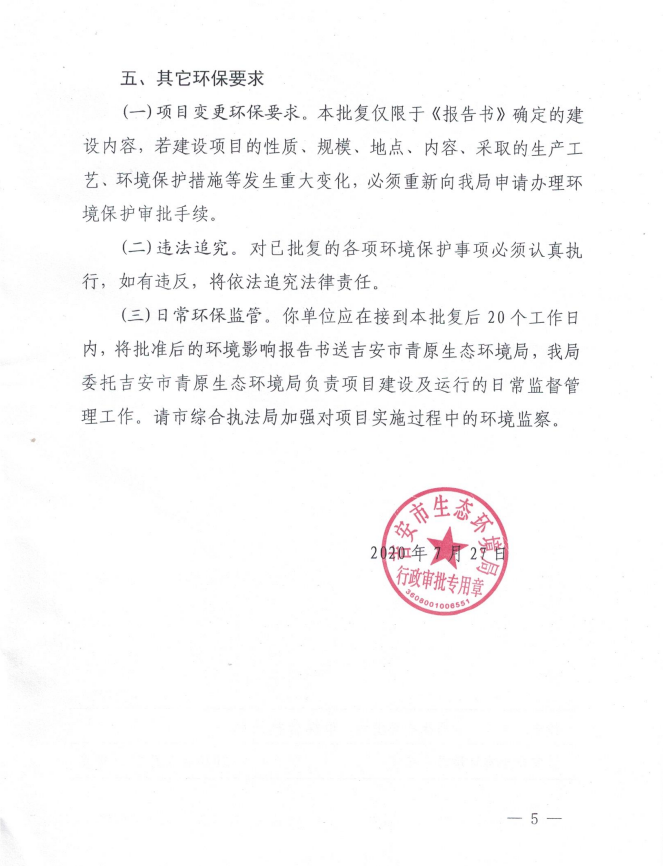 五、其它环保要求
(一)项目变更环保要求。本批复仅限于《报告书》确定的建
设内容，若建设项目的性质、规模、地点、内容、采取的生产工
艺、环境保护措施等发生重大变化，必须重新向我局申请办理环
境保护审批手续。
(二)违法追究。对已批复的各项环境保护事项必须认真执
行，如有违反，将依法追究法律责任。
(三)日常环保监管。你单位应在接到本批复后20个工作日
内，将批准后的环境影响报告书送吉安市青原生态环境局，我局
委托吉安市青原生态环境局负责项目建设及运行的日常监督管
理工作。请市综合执法局加强对项目实施过程中的环境监察。
吉安市生态环境局
2020年7月27日
行政审批专用章
3608001006551
— 5 —